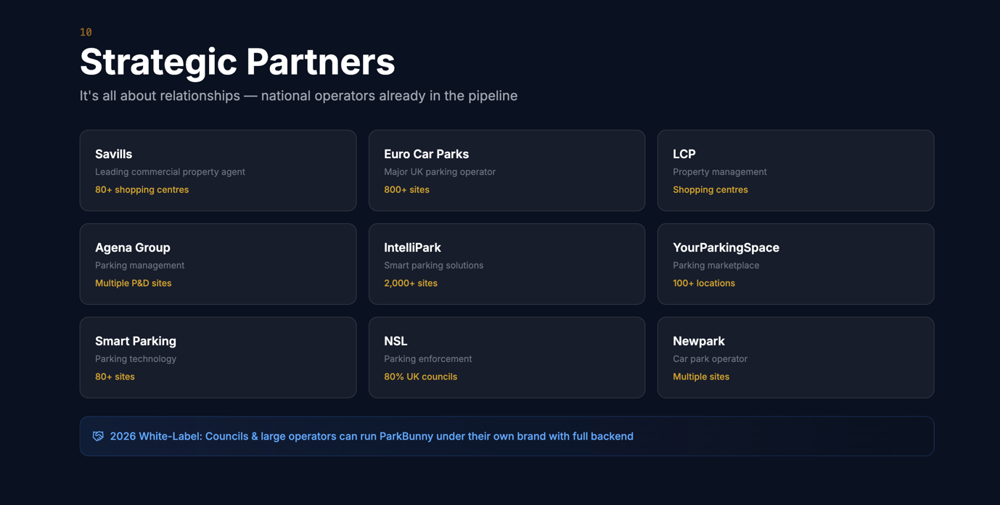 10
Strategic Partners
It's all about relationships — national operators already in the pipeline
Savills
Leading commercial property agent
80+ shopping centres
Euro Car Parks
Major UK parking operator
800+ sites
LCP
Property management
Shopping centres
Agena Group
Parking management
Multiple P&D sites
IntelliPark
Smart parking solutions
2,000+ sites
YourParkingSpace
Parking marketplace
100+ locations
Smart Parking
Parking technology
80+ sites
NSL
Parking enforcement
80% UK councils
Newpark
Car park operator
Multiple sites
2026 White-Label: Councils & large operators can run ParkBunny under their own brand with full backend